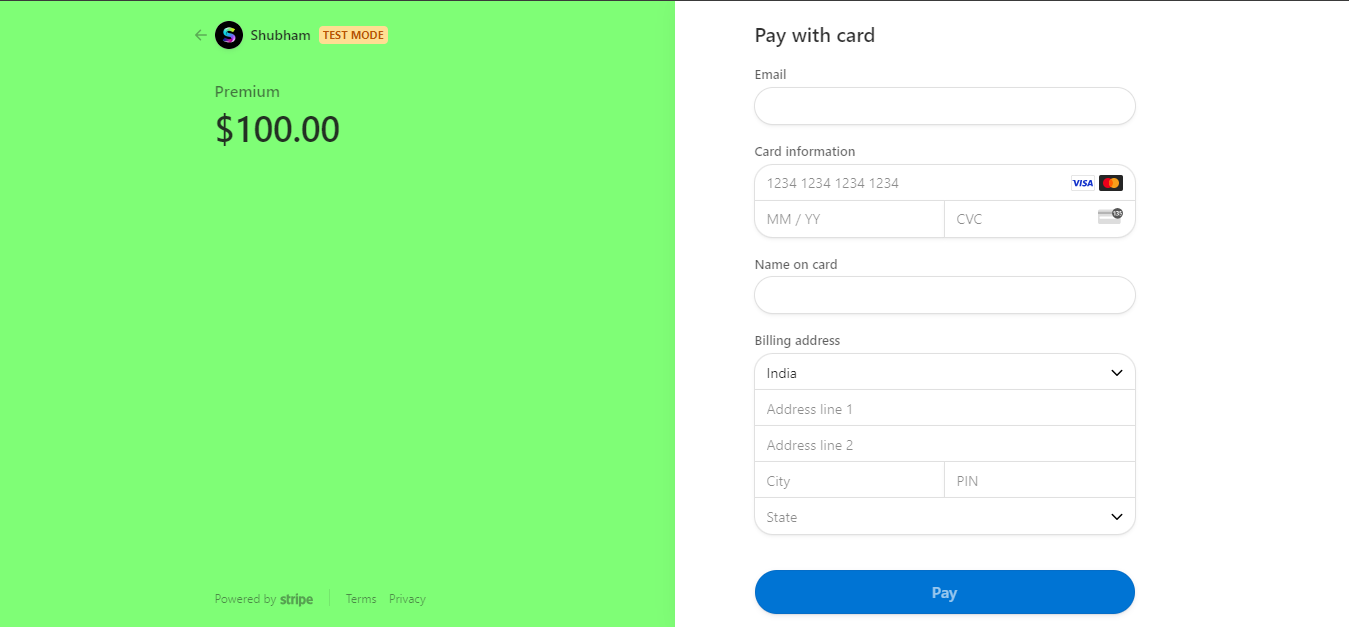 Shubham TEST MODE
Premium
$100.00
Powered by stripe Terms Privacy
Pay with card
Email
Card information
1234 1234 1234 1234 VISA
MM / YY CVC 135
Name on card
Billing address
India
Address line 1
Address line 2
City PIN
State
Pay